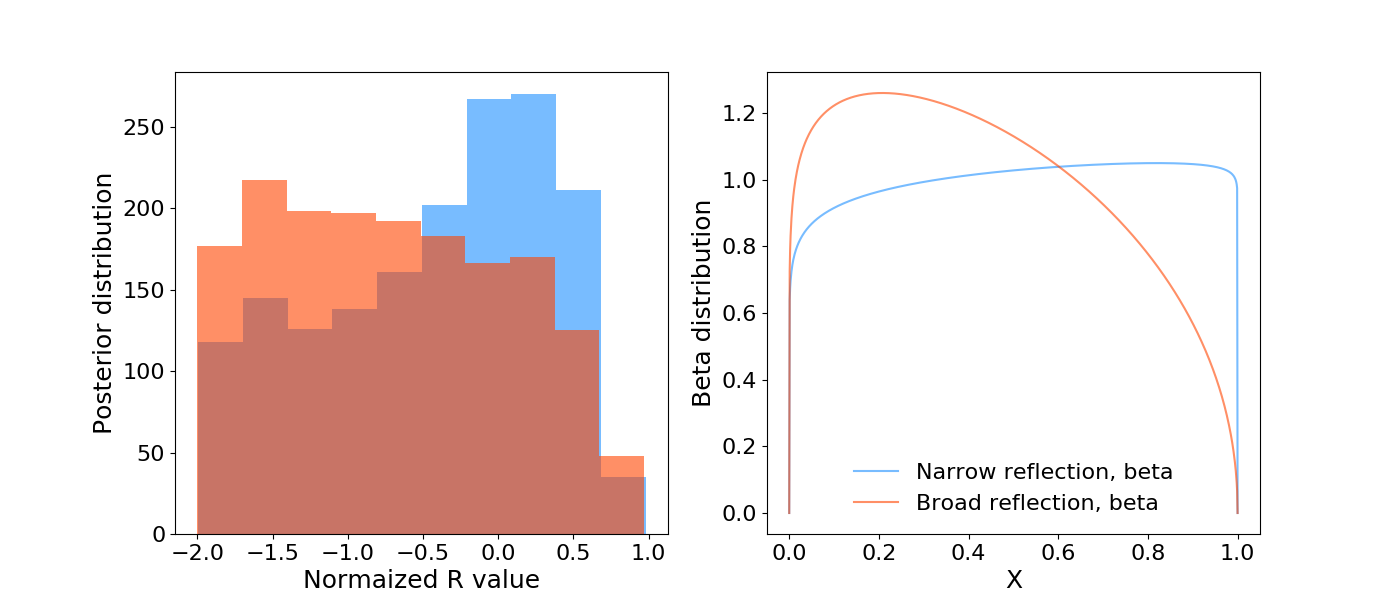 Posterior distribution
250
200
150
100
50
0
−2.0 −1.5 −1.0 −0.5 0.0 0.5 1.0
Normaized R value
Beta distribution
1.2
1.0
0.8
0.6
0.4
0.2
0.0
Narrow reflection, beta
Broad reflection, beta
0.0 0.2 0.4 0.6 0.8 1.0
X